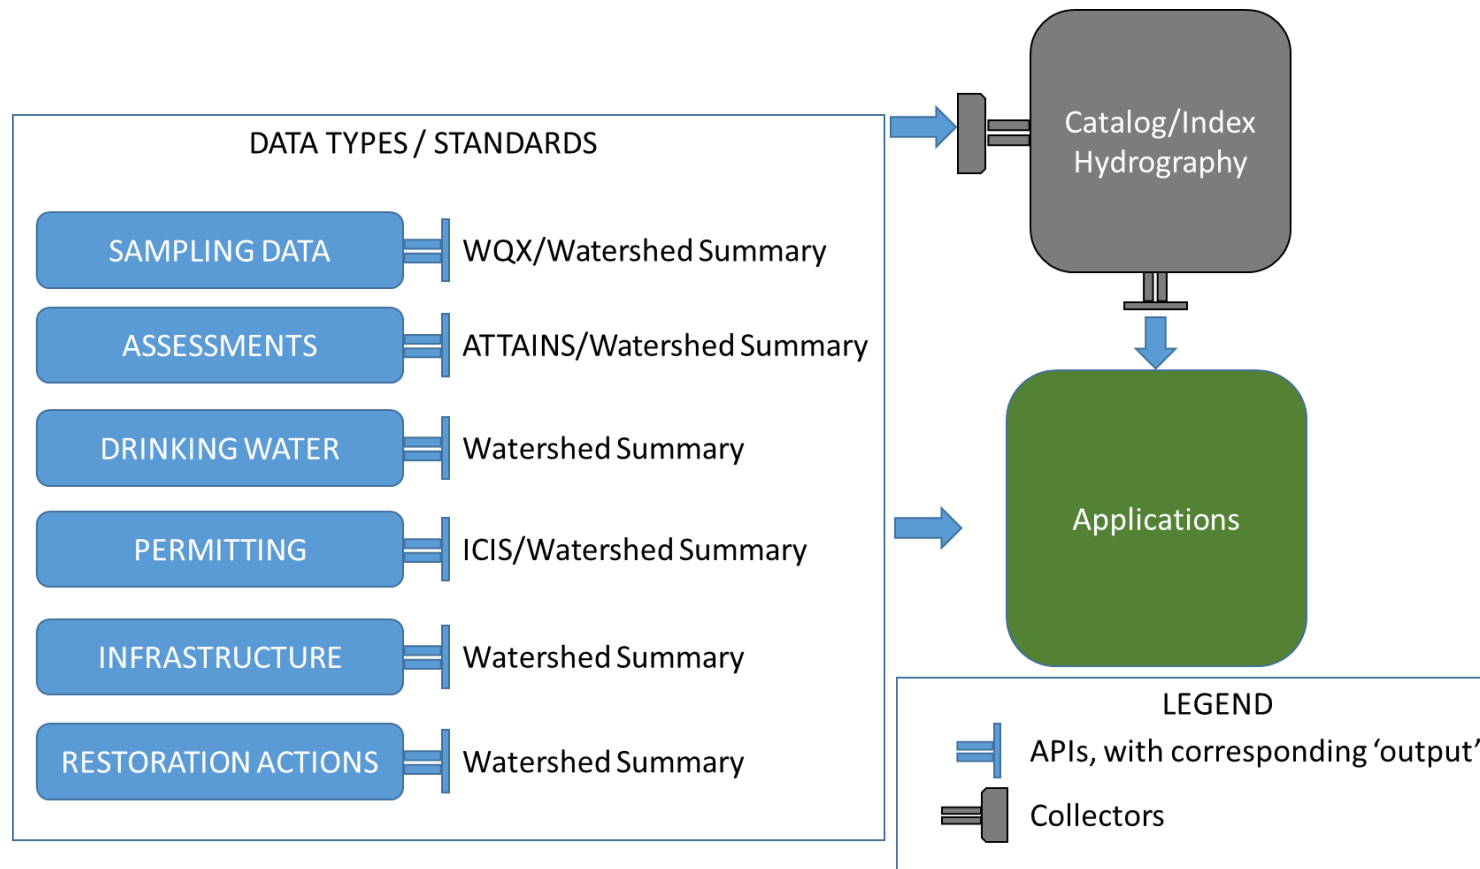 DATA TYPES / STANDARDS
SAMPLING DATA
WQX/Watershed Summary
ASSESSMENTS
ATTAINS/Watershed Summary
DRINKING WATER
Watershed Summary
PERMITTING
ICIS/Watershed Summary
INFRASTRUCTURE
Watershed Summary
RESTORATION ACTIONS
Watershed Summary
Catalog/Index
Hydrography
Applications
LEGEND
APIs, with corresponding ‘output’
Collectors